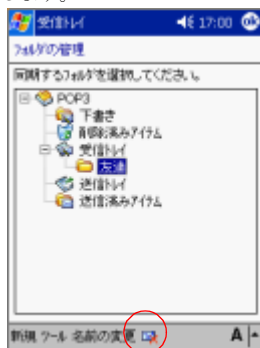 ます。
受信トレイ 17:00 ok
フォルダの管理
同期するフォルダを選択してください。
POP3
下書き
削除済みアイテム
受信トレイ
友達
送信トレイ
送信済みアイテム
新規 ツール 名前の変更 A